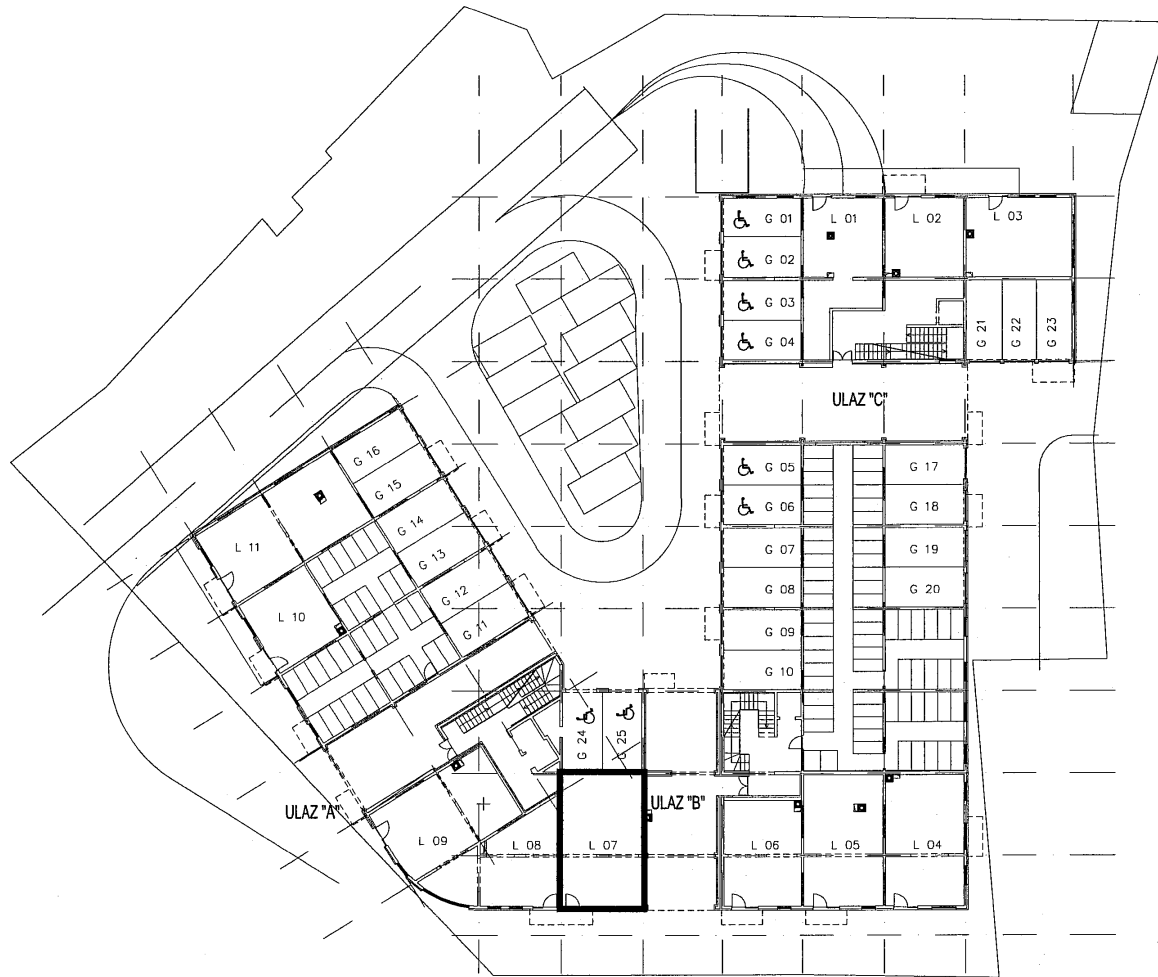 G 01
L 01
L 02
L 03
G 02
G 03
G 04
G 21
G 22
G 23
ULAZ "C"
G 05
G 06
G 07
G 08
G 09
G 10
G 17
G 18
G 19
G 20
G 16
G 15
G 14
G 13
G 12
G 11
L 11
L 10
G 24
G 25
ULAZ "A"
ULAZ "B"
L 09
L 08
L 07
L 06
L 05
L 04